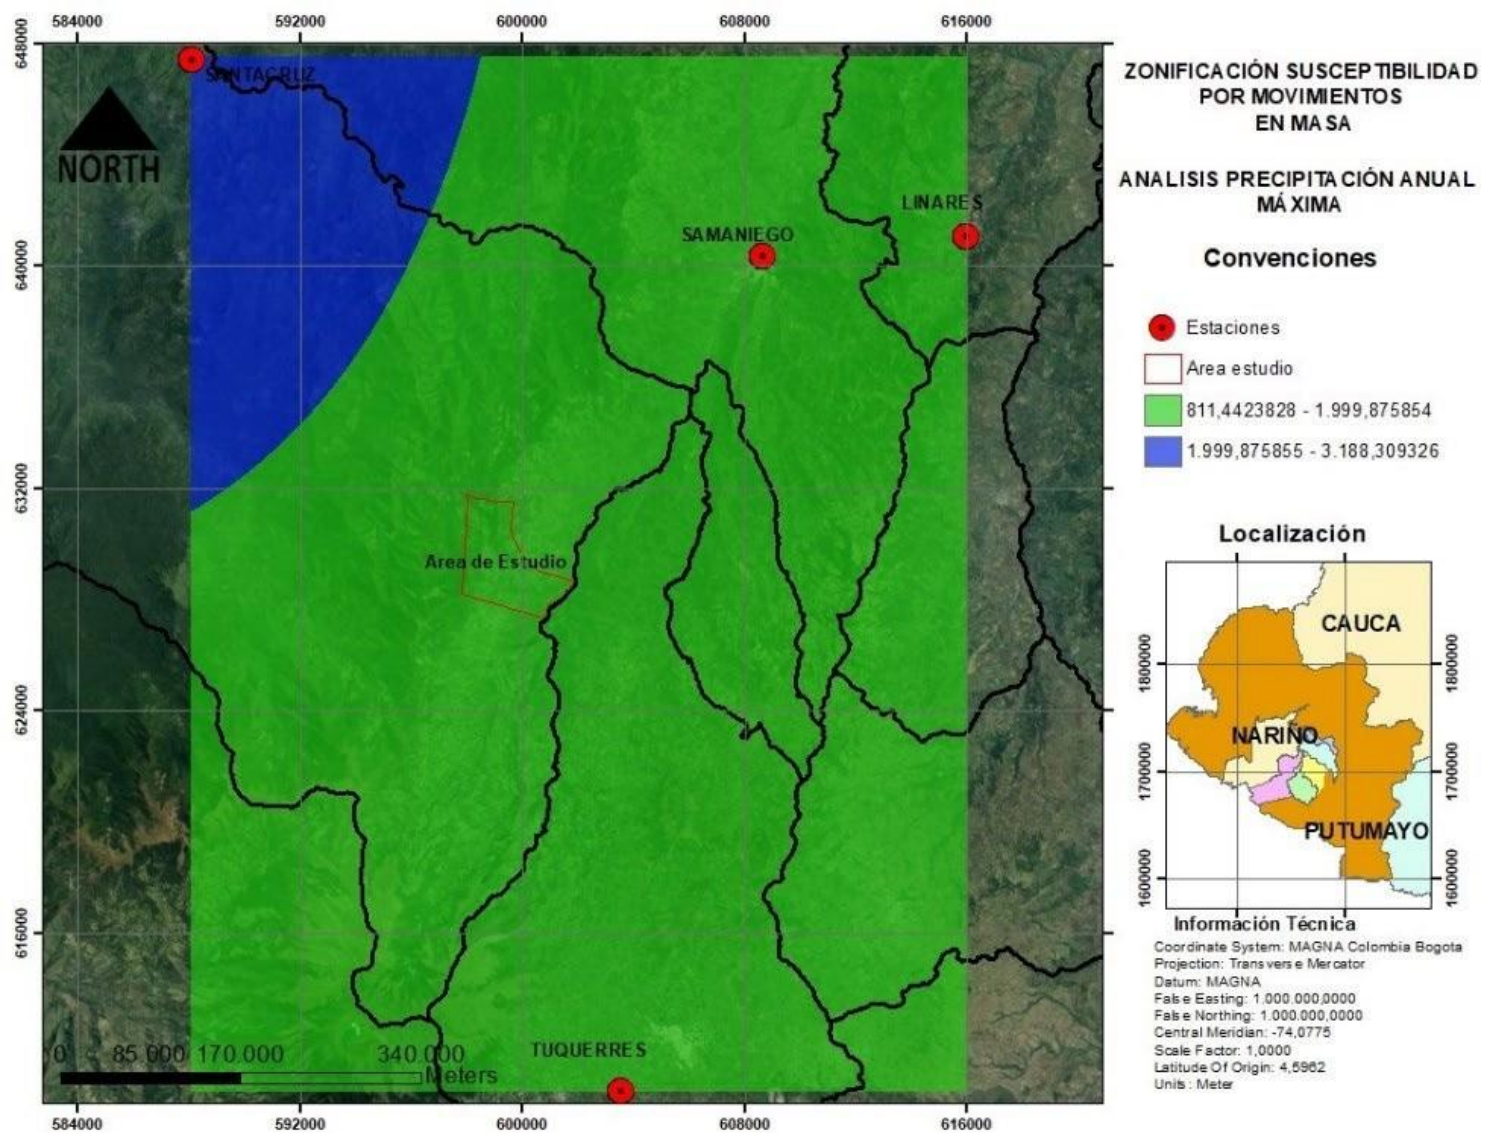 584000 592000 600000 608000 616000
648000
640000
632000
624000
616000
SANTACRUZ
NORTH
LINARES
SAMANIEGO
Area de Estudio
TUQUERRES
0 85.000 170.000 340.000
Meters
584000 592000 600000 608000 616000
ZONIFICACIÓN SUSCEPTIBILIDAD
POR MOVIMIENTOS
EN MASA
ANALISIS PRECIPITACIÓN ANUAL
MÁXIMA
Convenciones
Estaciones
Area estudio
811,4423828 - 1.999,875854
1.999,875855 - 3.188,309326
Localización
CAUCA
NARIÑO
PUTUMAYO
1800000 1800000
1700000 1700000
1600000 1600000
Información Técnica
Coordinate System: MAGNA Colombia Bogota
Projection: Transverse Mercator
Datum: MAGNA
False Easting: 1.000.000,0000
False Northing: 1.000.000,0000
Central Meridian: -74,0775
Scale Factor: 1,0000
Latitude Of Origin: 4,5962
Units: Meter